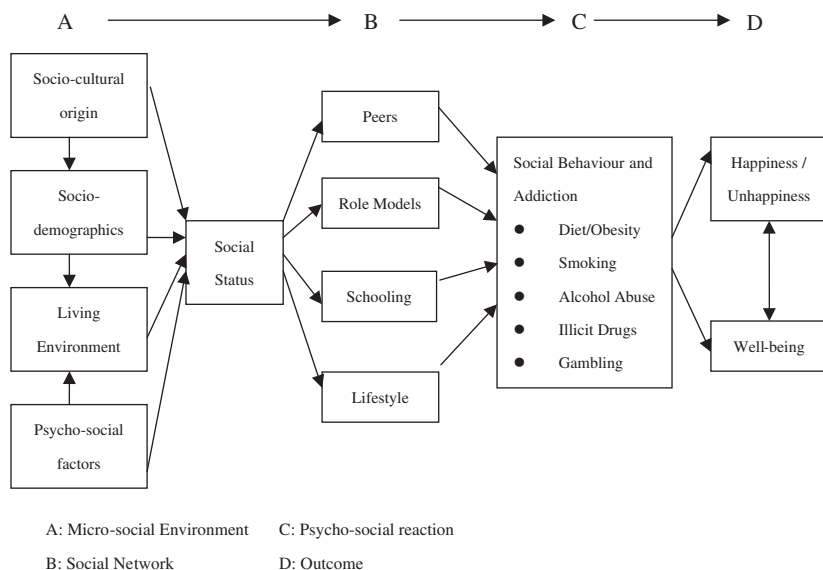 A B C D
Socio-cultural
origin
Socio-
demographics
Living
Environment
Psycho-social
factors
Social
Status
Peers
Role Models
Schooling
Lifestyle
Social Behaviour and
Addiction
● Diet/Obesity
● Smoking
● Alcohol Abuse
● Illicit Drugs
● Gambling
Happiness /
Unhappiness
Well-being
A: Micro-social Environment C: Psycho-social reaction
B: Social Network D: Outcome